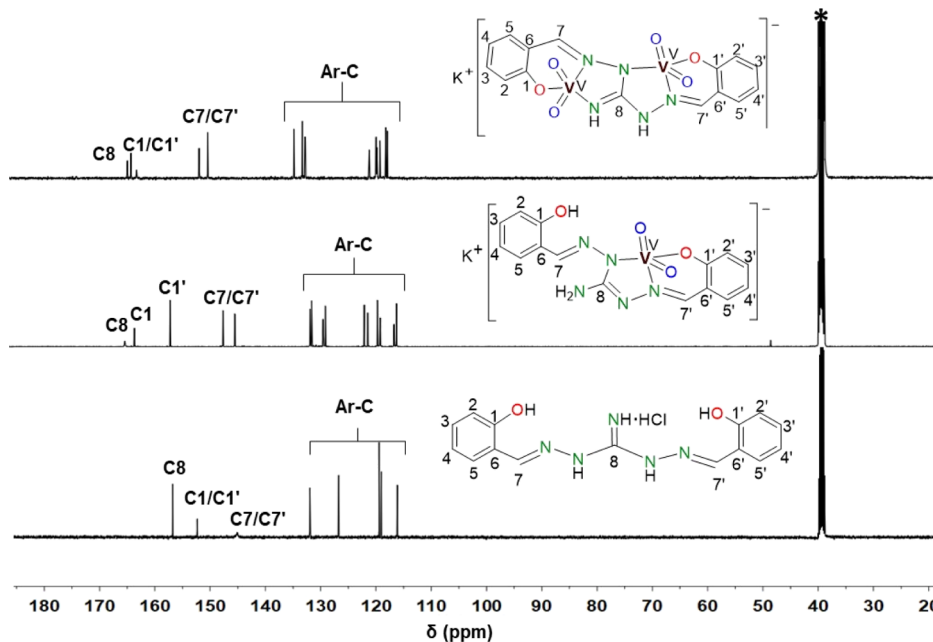 *
C8
C1/C1'
C7/C7'
Ar-C
K+
5
7
4
6
3
1
2
O
O
O
V
N
N
NH
8
N
H
N
V
O
O
O
1'
2'
3'
4'
5'
6'
7'
−
C8
C1
C1'
C7/C7'
Ar-C
K+
2
OH
3
1
4
6
5
7
N
N
H2N
8
N
N
O
V
O
O
1'
2'
3'
4'
5'
6'
7'
−
C8
C1/C1'
C7/C7'
Ar-C
2
OH
3
1
4
6
5
7
N
N
H
NH·HCl
8
N
H
N
HO
1'
2'
3'
4'
5'
6'
7'
180 170 160 150 140 130 120 110 100 90 80 70 60 50 40 30 20
δ (ppm)